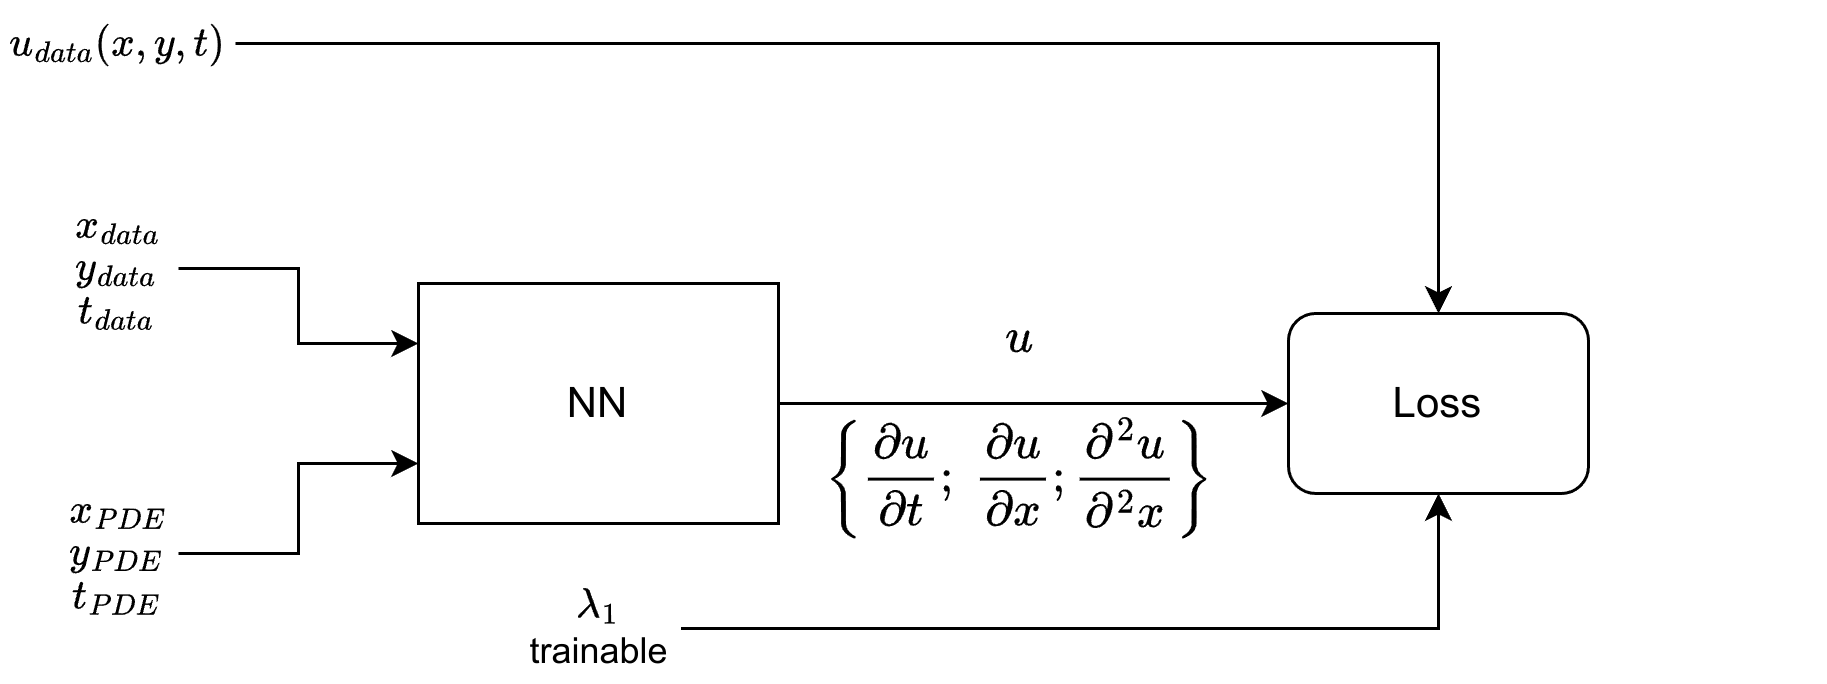 $u_{data}(x, y, t)$
$x_{data}$
$y_{data}$
$t_{data}$
NN
$u$
$\left\{ \frac{\partial u}{\partial t}; \frac{\partial u}{\partial x}; \frac{\partial^2 u}{\partial^2 x} \right\}$
Loss
$x_{PDE}$
$y_{PDE}$
$t_{PDE}$
$\lambda_1$
trainable